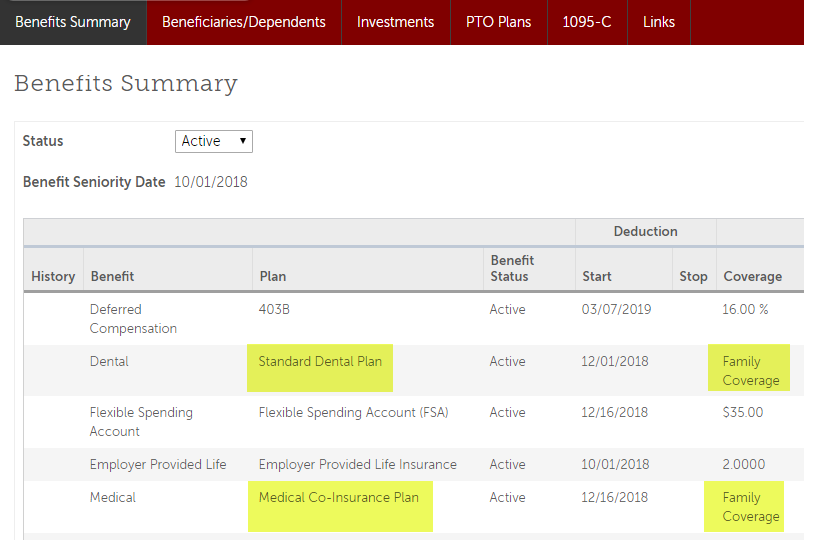 Benefits Summary Beneficiaries/Dependents Investments PTO Plans 1095-C Links
Benefits Summary
Status Active
Benefit Seniority Date 10/01/2018
Deduction
History Benefit Plan Benefit Status Start Stop Coverage
Deferred Compensation 403B Active 03/07/2019 16.00 %
Dental Standard Dental Plan Active 12/01/2018 Family Coverage
Flexible Spending Account Flexible Spending Account (FSA) Active 12/16/2018 $35.00
Employer Provided Life Employer Provided Life Insurance Active 10/01/2018 2.0000
Medical Medical Co-Insurance Plan Active 12/16/2018 Family Coverage